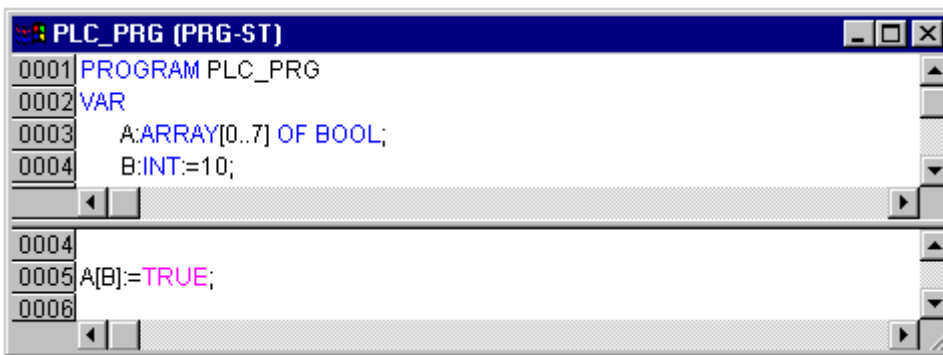 PLC_PRG (PRG-ST)
0001 PROGRAM PLC_PRG
0002 VAR
0003 A:ARRAY[0..7] OF BOOL;
0004 B:INT:=10;
0004
0005 A[B]:=TRUE;
0006